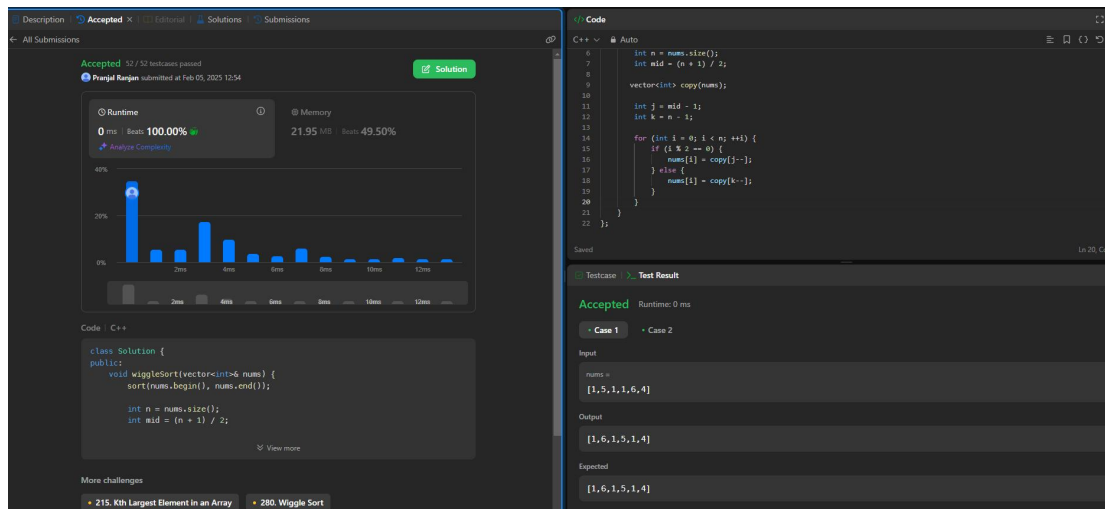 Description
Accepted
Editorial
Solutions
Submissions
← All Submissions
Accepted 52 / 52 testcases passed
Pranjal Ranjan submitted at Feb 05, 2025 12:54
Solution
Runtime
0 ms | Beats 100.00%
Analyze Complexity
Memory
21.95 MB | Beats 49.50%
40%
20%
0%
2ms 4ms 6ms 8ms 10ms 12ms
2ms 4ms 6ms 8ms 10ms 12ms
Code | C++
class Solution {
public:
    void wiggleSort(vector<int>& nums) {
        sort(nums.begin(), nums.end());
        int n = nums.size();
        int mid = (n + 1) / 2;
View more
More challenges
215. Kth Largest Element in an Array
280. Wiggle Sort
</> Code
C++ Auto
6 int n = nums.size();
7 int mid = (n + 1) / 2;
8
9 vector<int> copy(nums);
10
11 int j = mid - 1;
12 int k = n - 1;
13
14 for (int i = 0; i < n; ++i) {
15 if (i % 2 == 0) {
16 nums[i] = copy[j--];
17 } else {
18 nums[i] = copy[k--];
19 }
20 }
21 }
22 };
Saved
Ln 20, C
Testcase | >_ Test Result
Accepted Runtime: 0 ms
• Case 1 • Case 2
Input
nums =
[1,5,1,1,6,4]
Output
[1,6,1,5,1,4]
Expected
[1,6,1,5,1,4]